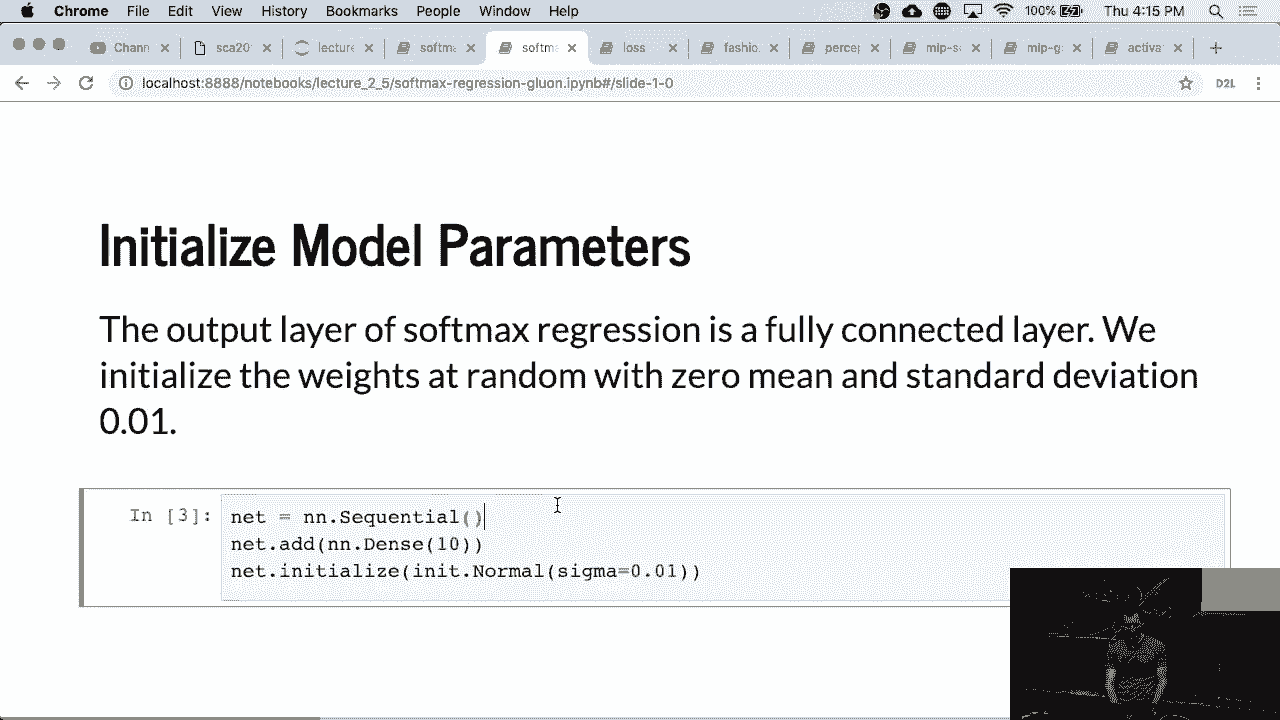 Chrome File Edit View History Bookmarks People Window Help 100% Thu 4:15 PM
Chann sca20 lecture softm softm loss fashio. percep mlp-s mlp-g activa
localhost:8888/notebooks/lecture_2_5/softmax-regression-gluon.ipynb#/slide-1-0 D2L
Initialize Model Parameters
The output layer of softmax regression is a fully connected layer. We
initialize the weights at random with zero mean and standard deviation
0.01.
In [3]: net = nn.Sequential()
net.add(nn.Dense(10))
net.initialize(init.Normal(sigma=0.01))